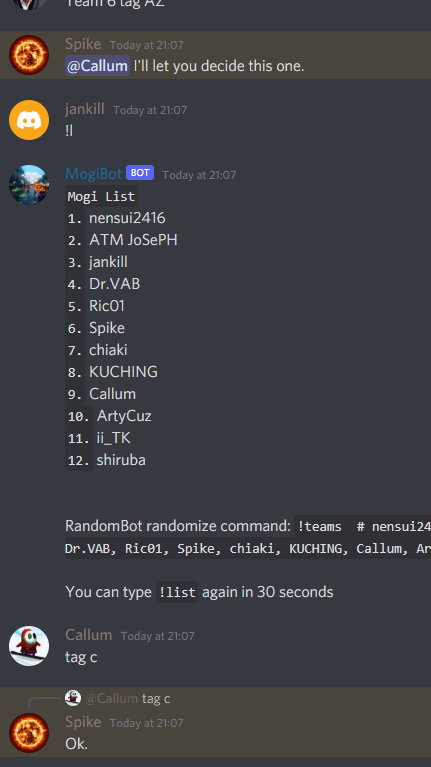 Team 6 tag AZ
Spike Today at 21:07
@Callum I'll let you decide this one.
jankill Today at 21:07
!l
MogiBot BOT Today at 21:07
Mogi List
1. nensui2416
2. ATM JoSePH
3. jankill
4. Dr.VAB
5. Ric01
6. Spike
7. chiaki
8. KUCHING
9. Callum
10. ArtyCuz
11. ii_TK
12. shiruba
RandomBot randomize command: !teams # nensui24
Dr.VAB, Ric01, Spike, chiaki, KUCHING, Callum, Ar
You can type !list again in 30 seconds
Callum Today at 21:07
tag c
@Callum tag c
Spike Today at 21:07
Ok.